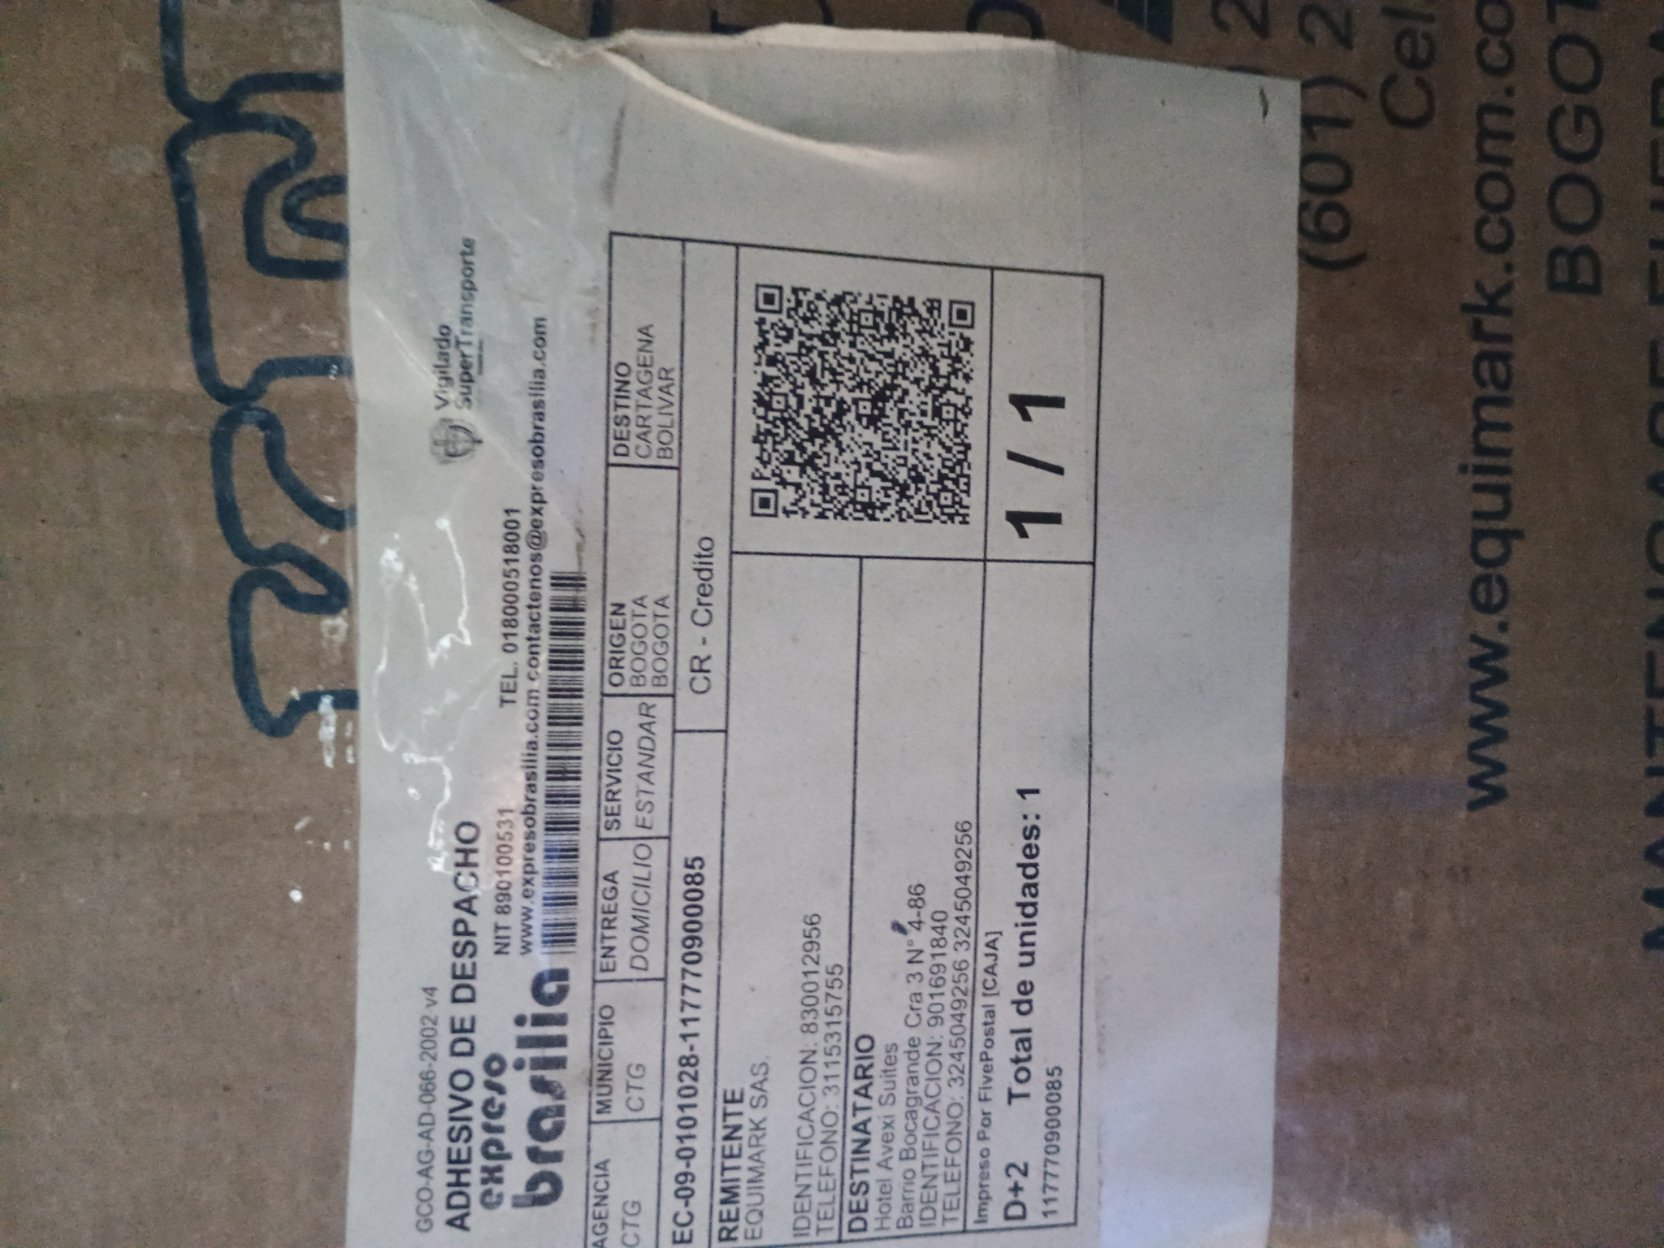 GCO-AG-AD-066-2002 v4
ADHESIVO DE DESPACHO
expreso
brasilia
NIT 890100531 TEL. 018000518001
www.expresobrasilia.com contactenos@expresobrasilia.com
Vigilado
SuperTransporte
AGENCIA MUNICIPIO ENTREGA SERVICIO ORIGEN DESTINO
CTG CTG DOMICILIO ESTANDAR BOGOTA CARTAGENA
BOGOTA BOLIVAR
EC-09-0101028-117770900085 CR - Credito
REMITENTE
EQUIMARK SAS.
IDENTIFICACION: 830012956
TELEFONO: 3115315755
DESTINATARIO
Hotel Avexi Suites
Barrio Bocagrande Cra 3 N° 4-86
IDENTIFICACION: 901691840
TELEFONO: 3245049256 3245049256
Impreso Por FivePostal [CAJA]
D+2 Total de unidades: 1
117770900085
1 / 1
(601) 2
Cel.
www.equimark.com.co